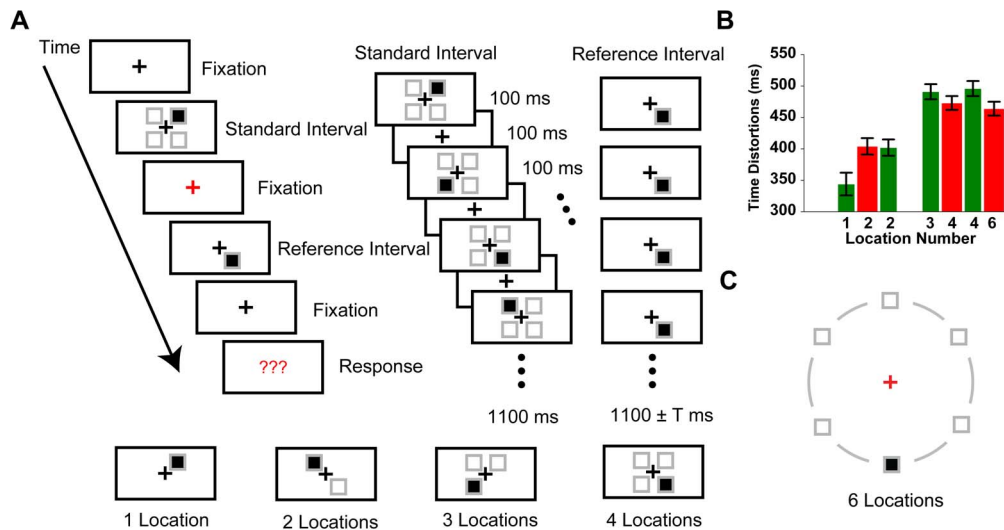 A
Time
Fixation
Standard Interval
Fixation
Reference Interval
Fixation
???
Response
Standard Interval
100 ms
100 ms
100 ms
1100 ms
Reference Interval
1100 ± T ms
1 Location
2 Locations
3 Locations
4 Locations
B
Time Distortions (ms)
550
500
450
400
350
300
1 2 2 3 4 4 6
Location Number
C
6 Locations